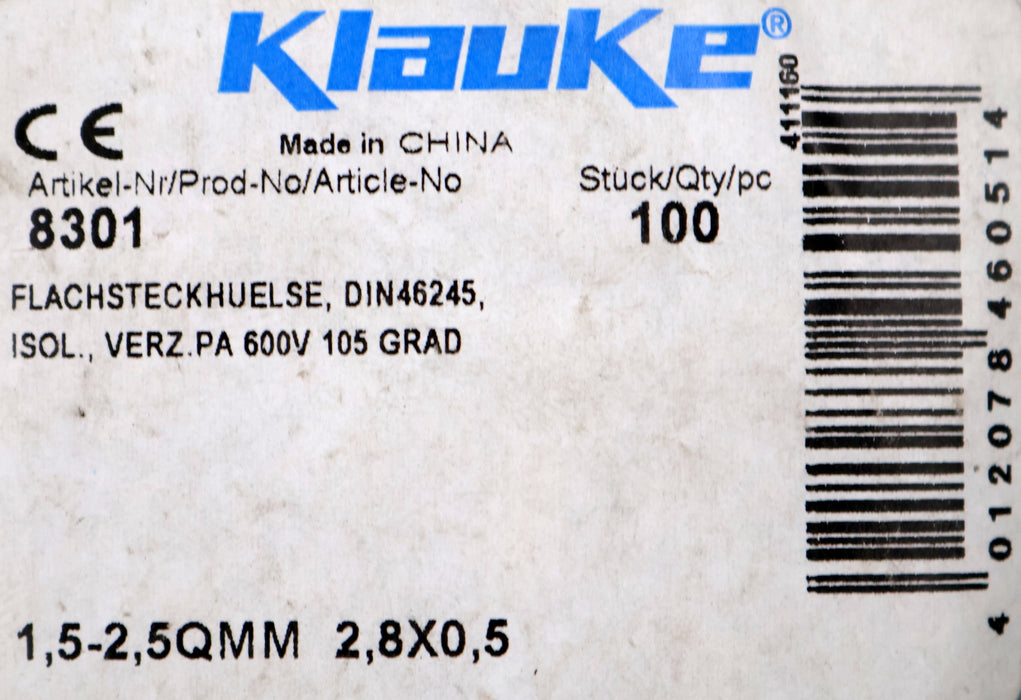 Klauke®
CE
Made in CHINA
Artikel-Nr/Prod-No/Article-No
8301
Stück/Qty/pc
100
FLACHSTECKHUELSE, DIN46245,
ISOL., VERZ.PA 600V 105 GRAD
1,5-2,5QMM 2,8X0,5
411160
4 012078 460514